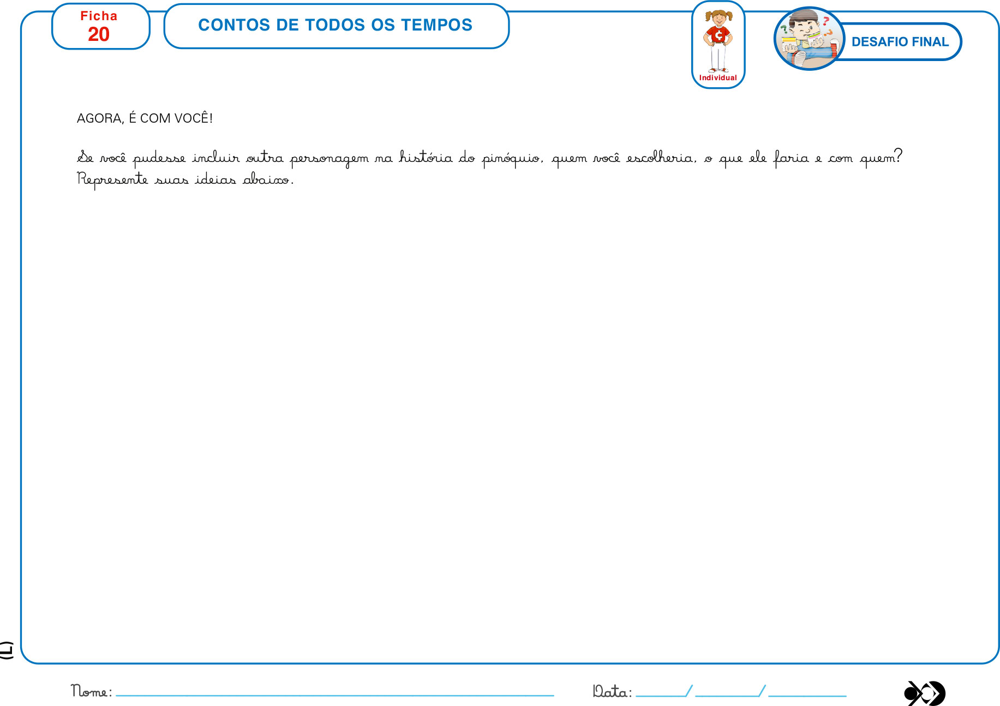 Ficha
20
CONTOS DE TODOS OS TEMPOS
Individual
DESAFIO FINAL
AGORA, É COM VOCÊ!
Se você pudesse incluir outra personagem na história do pinóquio, quem você escolheria, o que ele faria e com quem?
Represente suas ideias abaixo.
(L)
Nome:
Data: / /